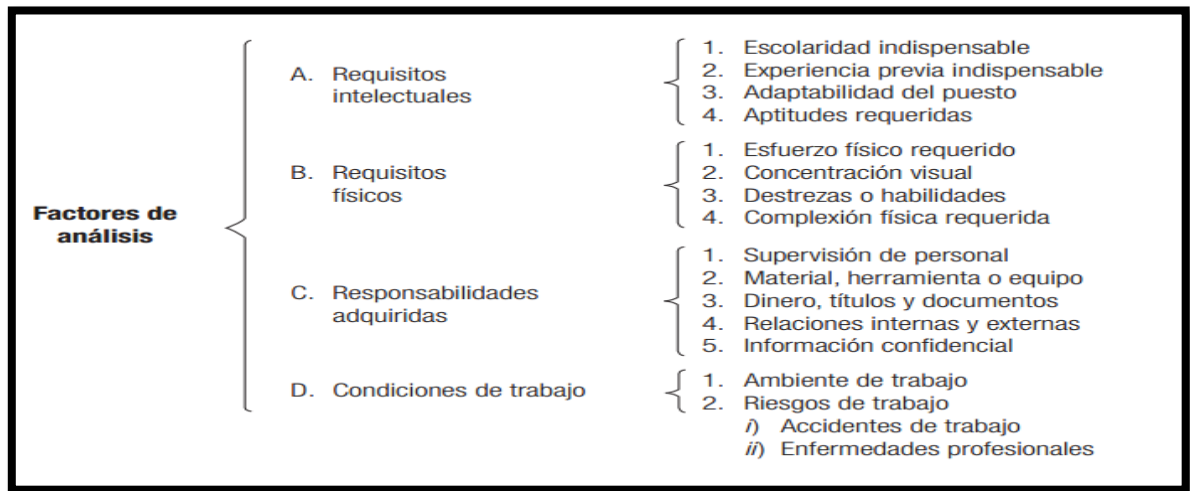 Factores de
análisis
A. Requisitos
intelectuales
1. Escolaridad indispensable
2. Experiencia previa indispensable
3. Adaptabilidad del puesto
4. Aptitudes requeridas
B. Requisitos
físicos
1. Esfuerzo físico requerido
2. Concentración visual
3. Destrezas o habilidades
4. Complexión física requerida
C. Responsabilidades
adquiridas
1. Supervisión de personal
2. Material, herramienta o equipo
3. Dinero, títulos y documentos
4. Relaciones internas y externas
5. Información confidencial
D. Condiciones de trabajo
1. Ambiente de trabajo
2. Riesgos de trabajo
i) Accidentes de trabajo
ii) Enfermedades profesionales